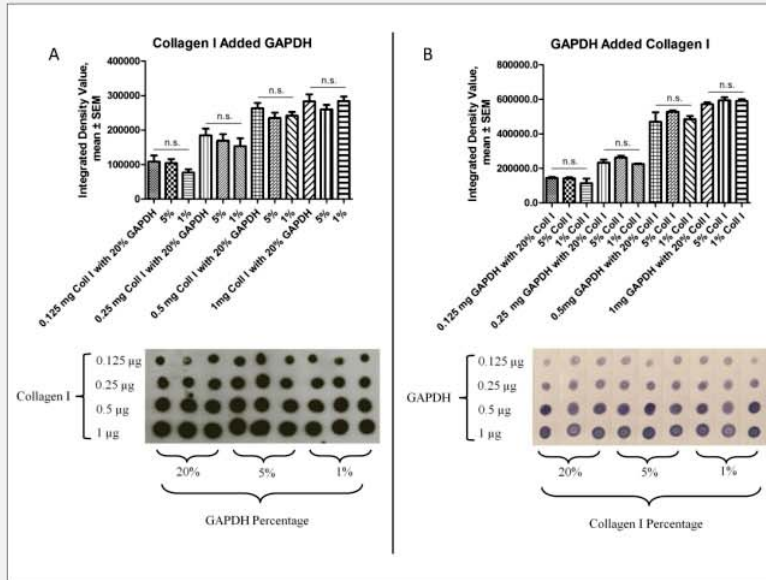 A
Collagen I Added GAPDH
Integrated Density Value,
mean ± SEM
400000
300000
200000
100000
0
n.s.
n.s.
n.s.
n.s.
0.125 mg Coll I with 20% GAPDH
5%
1%
0.25 mg Coll I with 20% GAPDH
5%
1%
0.5 mg Coll I with 20% GAPDH
5%
1%
1mg Coll I with 20% GAPDH
5%
1%
Collagen I
0.125 µg
0.25 µg
0.5 µg
1 µg
20%
5%
1%
GAPDH Percentage
B
GAPDH Added Collagen I
Integrated Density Value,
mean ± SEM
800000.0
600000.0
400000.0
200000.0
0.0
n.s.
n.s.
n.s.
n.s.
0.125 mg GAPDH with 20% Coll I
5% Coll I
1% Coll I
0.25 mg GAPDH with 20% Coll I
5% Coll I
1% Coll I
0.5mg GAPDH with 20% Coll I
5% Coll I
1% Coll I
1mg GAPDH with 20% Coll I
5% Coll I
1% Coll I
GAPDH
0.125 µg
0.25 µg
0.5 µg
1 µg
20%
5%
1%
Collagen I Percentage